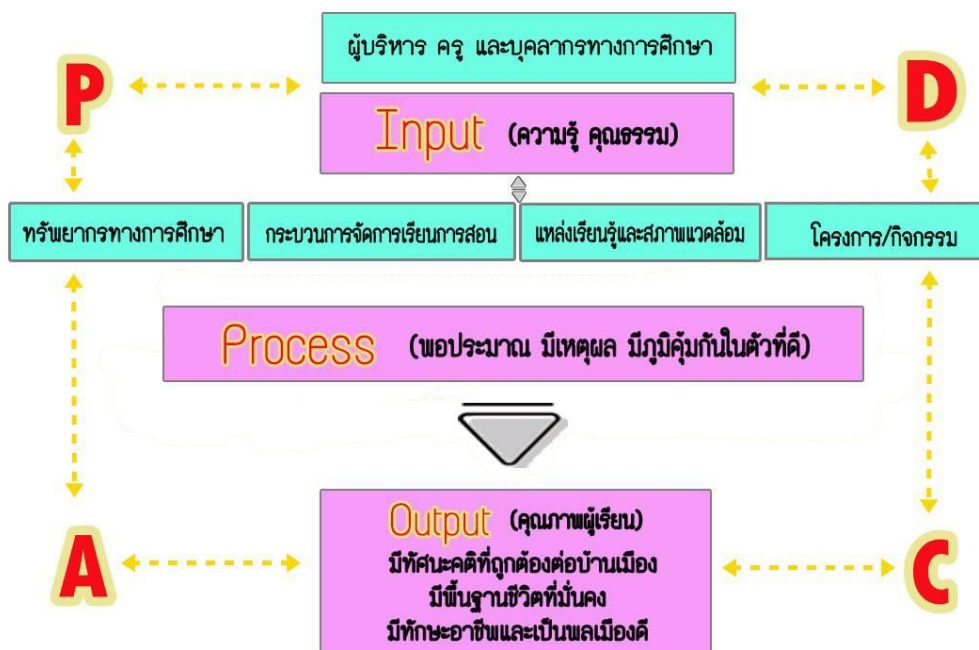 ผู้บริหาร ครู และบุคลากรทางการศึกษา
P
D
Input (ความรู้ คุณธรรม)
ทรัพยากรทางการศึกษา
กระบวนการจัดการเรียนการสอน
แหล่งเรียนรู้และสภาพแวดล้อม
โครงการ/กิจกรรม
Process (พอประมาณ มีเหตุผล มีภูมิคุ้มกันในตัวที่ดี)
Output (คุณภาพผู้เรียน)
มีทัศนะคติที่ถูกต้องต่อบ้านเมือง
มีพื้นฐานชีวิตที่มั่นคง
มีทักษะอาชีพและเป็นพลเมืองดี
A
C